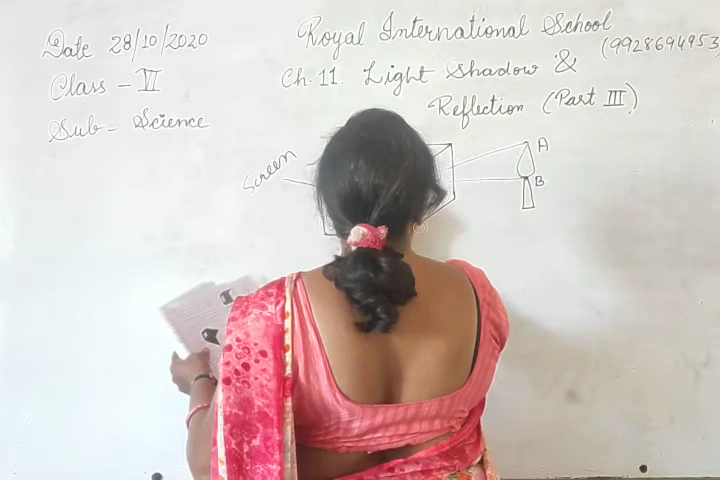 Date 28/10/2020
Class - VI
Sub - Science
Royal International School
(9928694953)
Ch. 11. Light Shadow &
Reflection (Part III)
Screen
A
B